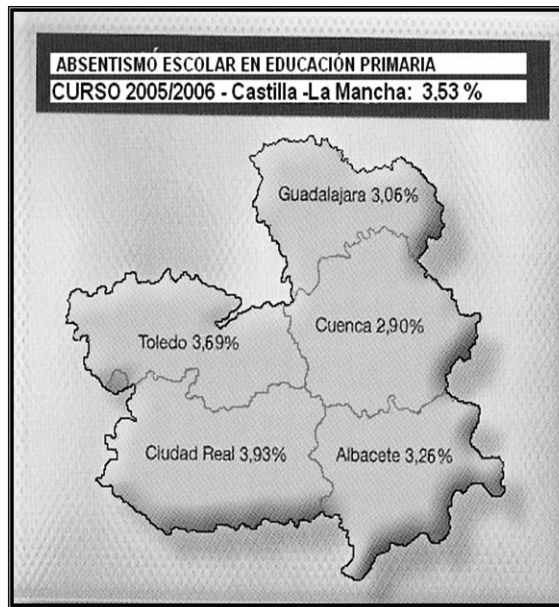 ABSENTISMÓ ESCOLAR EN EDUCACIÓN PRIMARIA
CURSO 2005/2006 - Castilla -La Mancha: 3,53 %
Guadalajara 3,06%
Cuenca 2,90%
Toledo 3,69%
Ciudad Real 3,93%
Albacete 3,26%